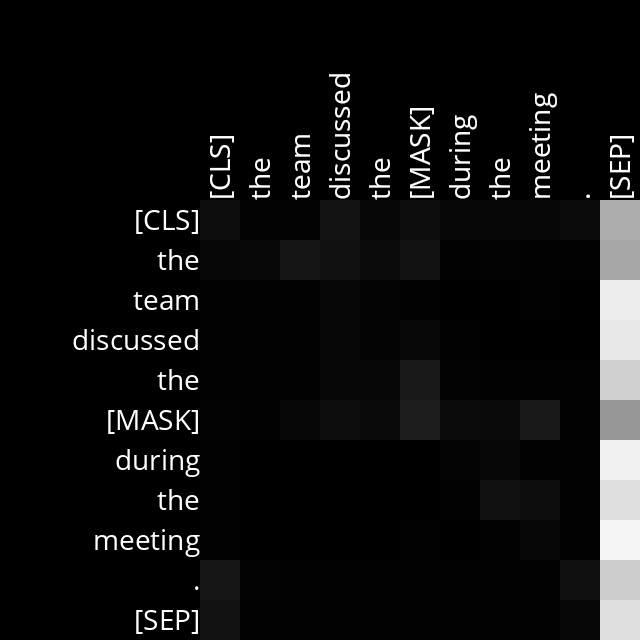 [CLS]
the
team
discussed
the
[MASK]
during
the
meeting
.
[SEP]
[CLS]
the
team
discussed
the
[MASK]
during
the
meeting
.
[SEP]